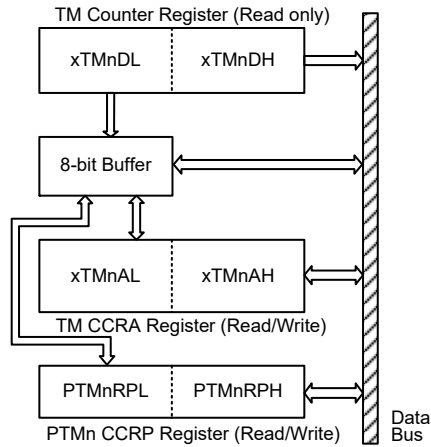 TM Counter Register (Read only)
xTMnDL xTMnDH
8-bit Buffer
xTMnAL xTMnAH
TM CCRA Register (Read/Write)
PTMnRPL PTMnRPH
PTMn CCRP Register (Read/Write)
Data
Bus